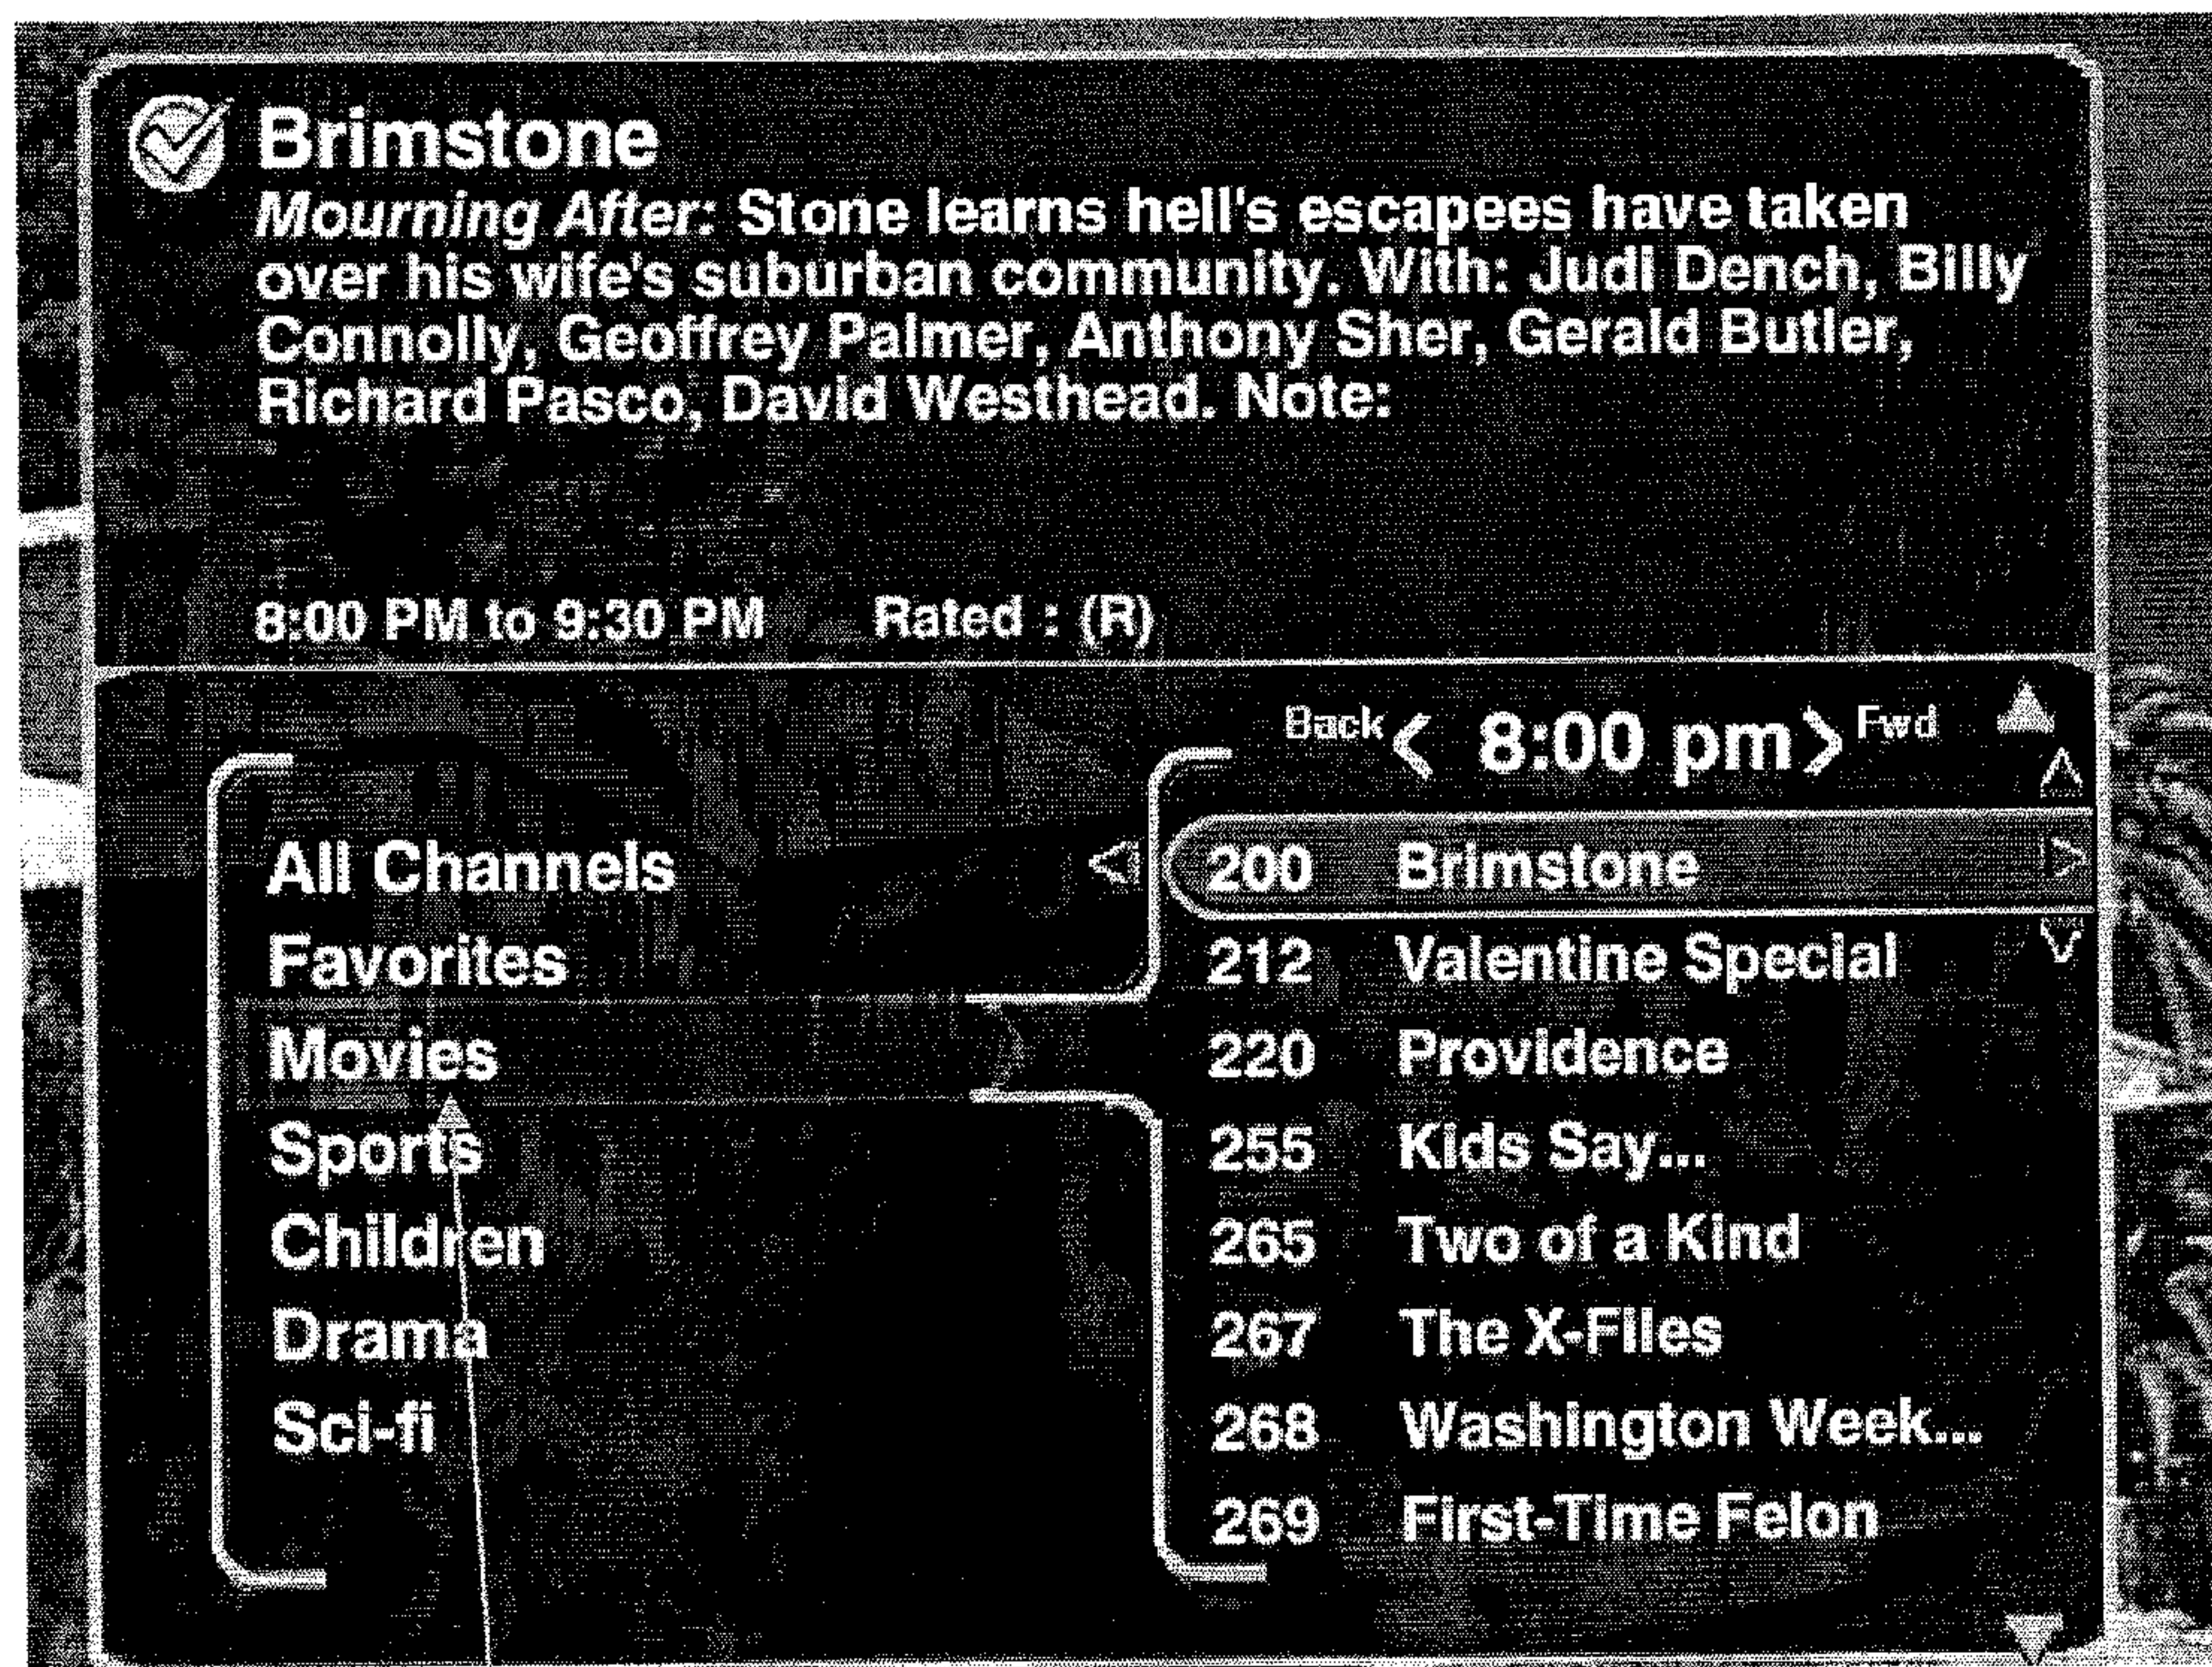 Brimstone
Mourning After: Stone learns hell's escapees have taken
over his wife's suburban community. With: Judi Dench, Billy
Connolly, Geoffrey Palmer, Anthony Sher, Gerald Butler,
Richard Pasco, David Westhead. Note:
8:00 PM to 9:30 PM Rated : (R)
Back < 8:00 pm > Fwd
All Channels
Favorites
Movies
Sports
Children
Drama
Sci-fi
200 Brimstone
212 Valentine Special
220 Providence
255 Kids Say...
265 Two of a Kind
267 The X-Files
268 Washington Week...
269 First-Time Felon